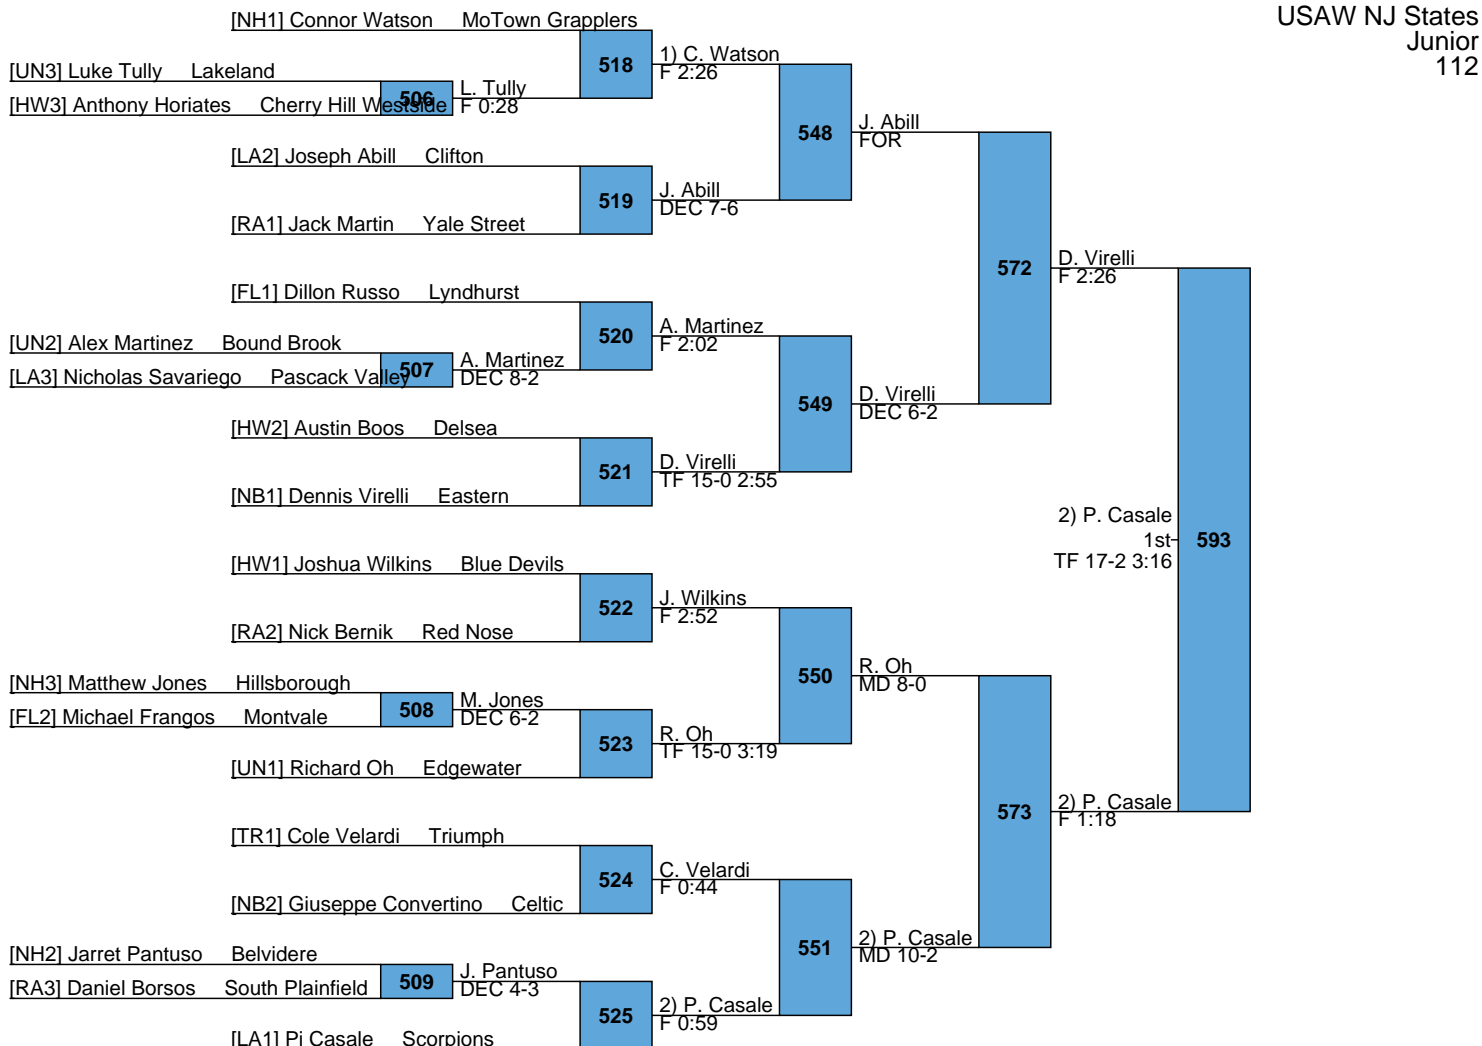 USAW NJ States
Junior
112
[NH1] Connor Watson MoTown Grapplers
518
1) C. Watson
F 2:26
[UN3] Luke Tully Lakeland
506
L. Tully
F 0:28
[HW3] Anthony Horiates Cherry Hill Westside
548
J. Abill
FOR
[LA2] Joseph Abill Clifton
519
J. Abill
DEC 7-6
[RA1] Jack Martin Yale Street
572
D. Virelli
F 2:26
[FL1] Dillon Russo Lyndhurst
520
A. Martinez
F 2:02
[UN2] Alex Martinez Bound Brook
507
A. Martinez
DEC 8-2
[LA3] Nicholas Savariego Pascack Valley
549
D. Virelli
DEC 6-2
[HW2] Austin Boos Delsea
521
D. Virelli
TF 15-0 2:55
[NB1] Dennis Virelli Eastern
2) P. Casale
1st
TF 17-2 3:16
593
[HW1] Joshua Wilkins Blue Devils
522
J. Wilkins
F 2:52
[RA2] Nick Bernik Red Nose
550
R. Oh
MD 8-0
[NH3] Matthew Jones Hillsborough
508
M. Jones
DEC 6-2
[FL2] Michael Frangos Montvale
523
R. Oh
TF 15-0 3:19
[UN1] Richard Oh Edgewater
573
2) P. Casale
F 1:18
[TR1] Cole Velardi Triumph
524
C. Velardi
F 0:44
[NB2] Giuseppe Convertino Celtic
551
2) P. Casale
MD 10-2
[NH2] Jarret Pantuso Belvidere
509
J. Pantuso
DEC 4-3
[RA3] Daniel Borsos South Plainfield
525
2) P. Casale
F 0:59
[LA1] Pi Casale Scorpions